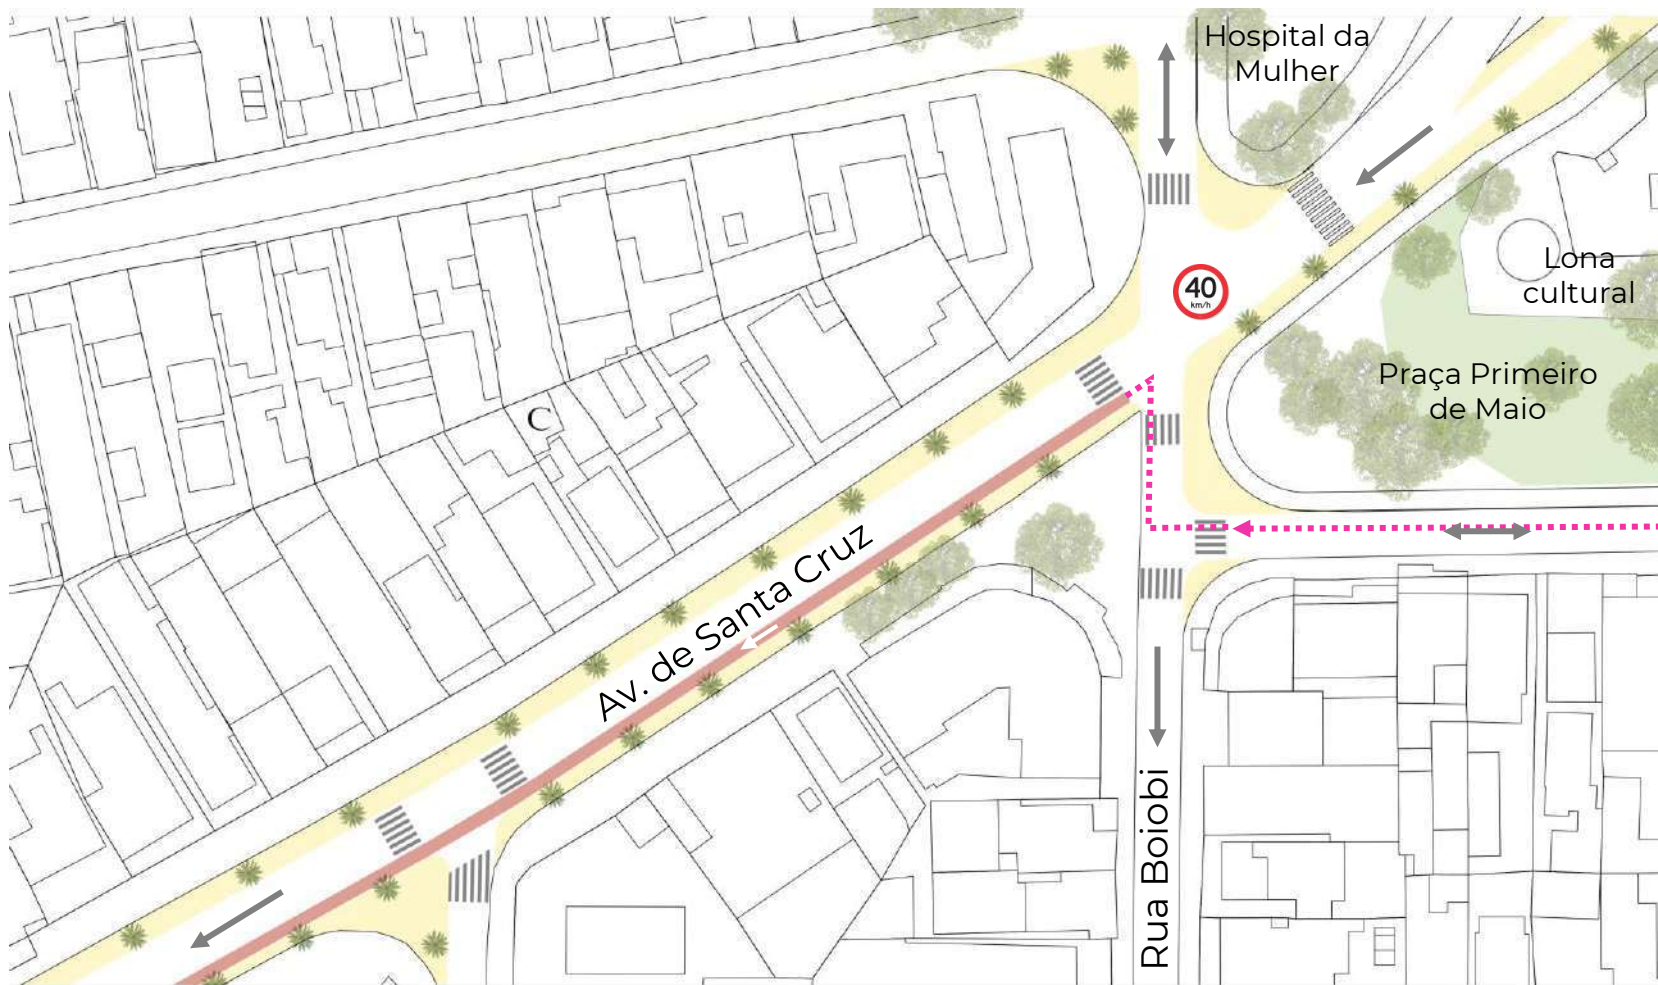 Hospital da
Mulher
40
km/h
Lona
cultural
Praça Primeiro
de Maio
C
Av. de Santa Cruz
Rua Boiobi